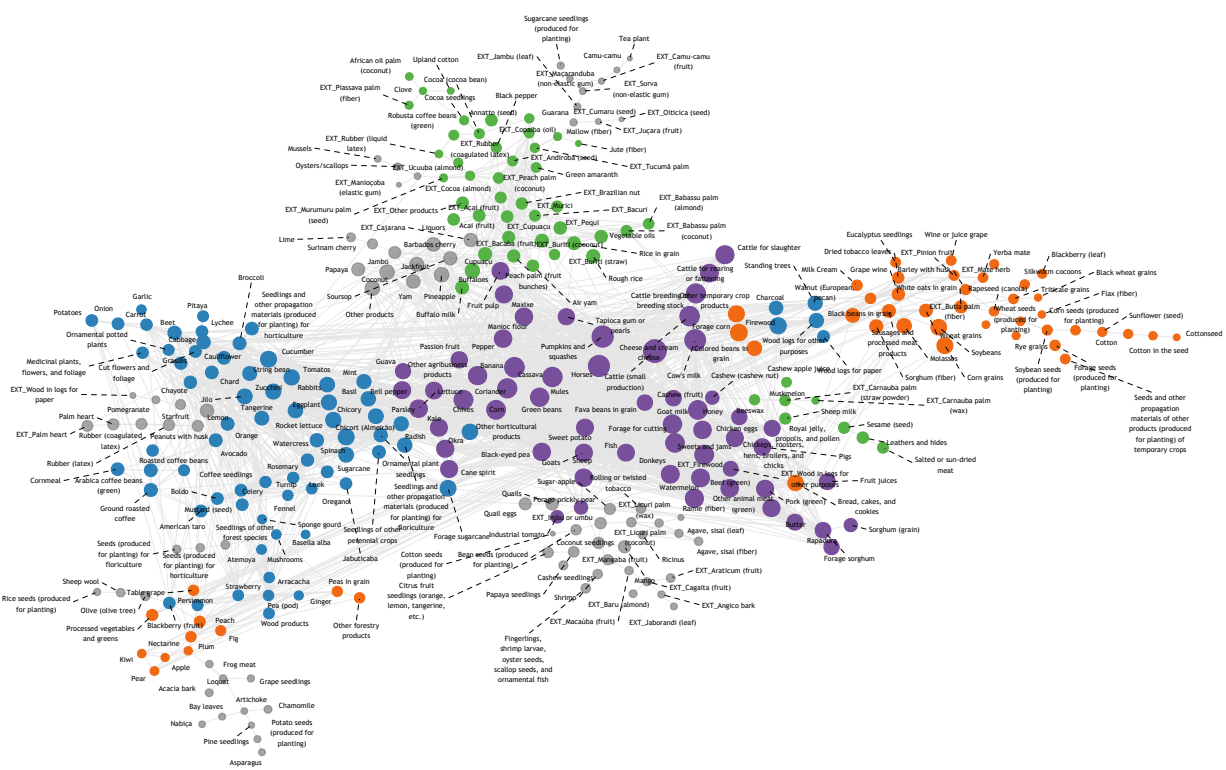 Sugarcane seedlings
(produced for
planting)
Tea plant
EXT_Jambu (leaf)
Camu-camu
EXT_Camu-camu
(fruit)
African oil palm
(coconut)
Upland cotton
EXT_Maçaranduba
(non-elastic gum)
EXT_Sorva
(non-elastic gum)
EXT_Piassava palm
(fiber)
Clove
Cocoa (cocoa bean)
Cocoa seedlings
Black pepper
Robusta coffee beans
(green)
Annatto (seed)
Guarana
EXT_Cumaru (seed)
EXT_Oiticica (seed)
EXT_Copaiba (oil)
Mallow (fiber)
EXT_Juçara (fruit)
EXT_Rubber (liquid
latex)
EXT_Rubber
(coagulated latex)
Jute (fiber)
Mussels
Oysters/scallops
EXT_Ucuuba (almond)
EXT_Andiroba (seed)
EXT_Tucumã palm
Green amaranth
EXT_Maniçoba
(elastic gum)
EXT_Cocoa (almond)
EXT_Peach palm
(coconut)
EXT_Brazilian nut
EXT_Murumuru palm
(seed)
EXT_Other products
EXT_Açai (fruit)
EXT_Murici
EXT_Bacuri
EXT_Babassu palm
(almond)
EXT_Cajarana
Liquors
Açai (fruit)
EXT_Cupuaçu
EXT_Pequi
Vegetable oils
EXT_Babassu palm
(coconut)
Lime
Surinam cherry
Barbados cherry
EXT_Bacaba (fruit)
EXT_Buriti (coconut)
Rice in grain
Papaya
Jambo
Jackfruit
Cupuaçu
EXT_Buriti (straw)
Rough rice
Coconut
Buffaloes
Peach palm (fruit
bunches)
Soursop
Yam
Pineapple
Fruit pulp
Maxixe
Air yam
Other products
Buffalo milk
Manioc flour
Tapioca gum or
pearls
Cattle for slaughter
Cattle for rearing
or fattening
Cattle breeding
stock
Other temporary crop
products
Standing trees
Charcoal
Firewood
Forage corn
Colored beans in
grain
Wood logs for other
purposes
Wood logs for paper
Cheese and cream
cheese
Eucalyptus seedlings
Wine or juice grape
Dried tobacco leaves
EXT_Pinion fruit
Yerba mate
Blackberry (leaf)
Milk Cream
Grape wine
Barley with husk
EXT_Mate herb
Silkworm cocoons
Black wheat grains
Walnut (European,
pecan)
White oats in grain
Rapeseed (canola)
Triticale grains
Flax (fiber)
Black beans in grain
EXT_Butiá palm
(fiber)
Wheat seeds
(produced for
planting)
Corn seeds (produced
for planting)
Sunflower (seed)
Sausages and
processed meat
products
Wheat grains
Cottonseed
Molasses
Soybeans
Rye grains
Cotton
Cotton in the seed
Sorghum (fiber)
Corn grains
Soybean seeds
(produced for
planting)
Forage seeds
(produced for
planting)
Seeds and other
propagation
materials of other
products (produced
for planting) of
temporary crops
Broccoli
Garlic
Onion
Potatoes
Carrot
Pitaya
Seedlings and
other propagation
materials (produced
for planting) for
horticulture
Ornamental potted
plants
Beet
Lychee
Cabbage
Medicinal plants,
flowers, and foliage
Cut flowers and
foliage
Grasses
Cauliflower
Cucumber
EXT_Wood in logs for
paper
Chard
String bean
Tomatoes
Mint
Chayote
Zucchini
Rabbits
Basil
Bell pepper
Guava
Passion fruit
Pepper
Other agribusiness
products
Banana
Pumpkins and
squashes
Horses
Cattle (small
production)
Cow's milk
Cashew (cashew nut)
Cashew apple juice
Muskmelon
EXT_Carnauba palm
(straw powder)
EXT_Carnauba palm
(wax)
Cassava
Mules
Lettuce
Coriander
Cashew (fruit)
Pomegranate
Jilo
Lemon
Tangerine
Eggplant
Chicory
Parsley
Kale
Chives
Corn
Green beans
Fava beans in grain
Goat milk
Honey
Beeswax
Sheep milk
Palm heart
Starfruit
Rocket lettuce
EXT_Palm heart
Rubber (coagulated
latex)
Peanuts with husk
Orange
Watercress
Chicort (Almeirão)
Radish
Okra
Other horticultural
products
Forage for cutting
Chicken eggs
Royal jelly,
propolis, and pollen
Sesame (seed)
Leathers and hides
Avocado
Spinach
Black-eyed pea
Sweet potato
Fish
Sweets and jams
Chickens, roosters,
hens, broilers, and
chicks
Pigs
Salted or sun-dried
meat
Rubber (latex)
Roasted coffee beans
Rosemary
Sugarcane
Ornamental plant
seedlings
Cane spirit
Goats
Sheep
Donkeys
EXT_Firewood
EXT_Wood in logs for
other purposes
Fruit juices
Cornmeal
Arabica coffee beans
(green)
Coffee seedlings
Turnip
Leek
Seedlings and
other propagation
materials (produced
for planting) for
floriculture
Sugar-apple
Rolling or twisted
tobacco
Watermelon
Beef (green)
Boldo
Celery
Oregano
Quails
Forage prickly pear
Other animal meat
(green)
Pork (green)
Bread, cakes, and
cookies
Ground roasted
coffee
Mustard (seed)
Fennel
Quail eggs
EXT_Licuri palm
(wax)
Ramie (fiber)
American taro
Seedlings of other
forest species
Sponge gourd
Seedlings of other
perennial crops
EXT_Imbu or umbu
Butter
Sorghum (grain)
Seeds (produced
for planting) for
floriculture
Seeds (produced
for planting) for
horticulture
Basella alba
Forage sugarcane
Industrial tomato
Coconut seedlings
EXT_Licuri palm
(coconut)
Agave, sisal (leaf)
Agave, sisal (fiber)
Rapadura
Forage sorghum
Atemoya
Mushrooms
Jabuticaba
Cotton seeds
(produced for
planting)
Bean seeds (produced
for planting)
EXT_Mangaba (fruit)
Ricinus
Sheep wool
Arracacha
Citrus fruit
seedlings (orange,
lemon, tangerine,
etc.)
Cashew seedlings
Mango
EXT_Araticum (fruit)
Rice seeds (produced
for planting)
Table grape
Strawberry
Peas in grain
Papaya seedlings
Shrimp
EXT_Cagaita (fruit)
Olive (olive tree)
Persimmon
Pea (pod)
Ginger
EXT_Baru (almond)
EXT_Angico bark
Processed vegetables
and greens
Blackberry (fruit)
Peach
Wood products
Other forestry
products
EXT_Macaúba (fruit)
EXT_Jaborandi (leaf)
Fig
Nectarine
Plum
Fingerlings,
shrimp larvae,
oyster seeds,
scallop seeds, and
ornamental fish
Kiwi
Apple
Pear
Frog meat
Loquat
Grape seedlings
Acacia bark
Artichoke
Bay leaves
Chamomile
Nabiça
Potato seeds
(produced for
planting)
Pine seedlings
Asparagus